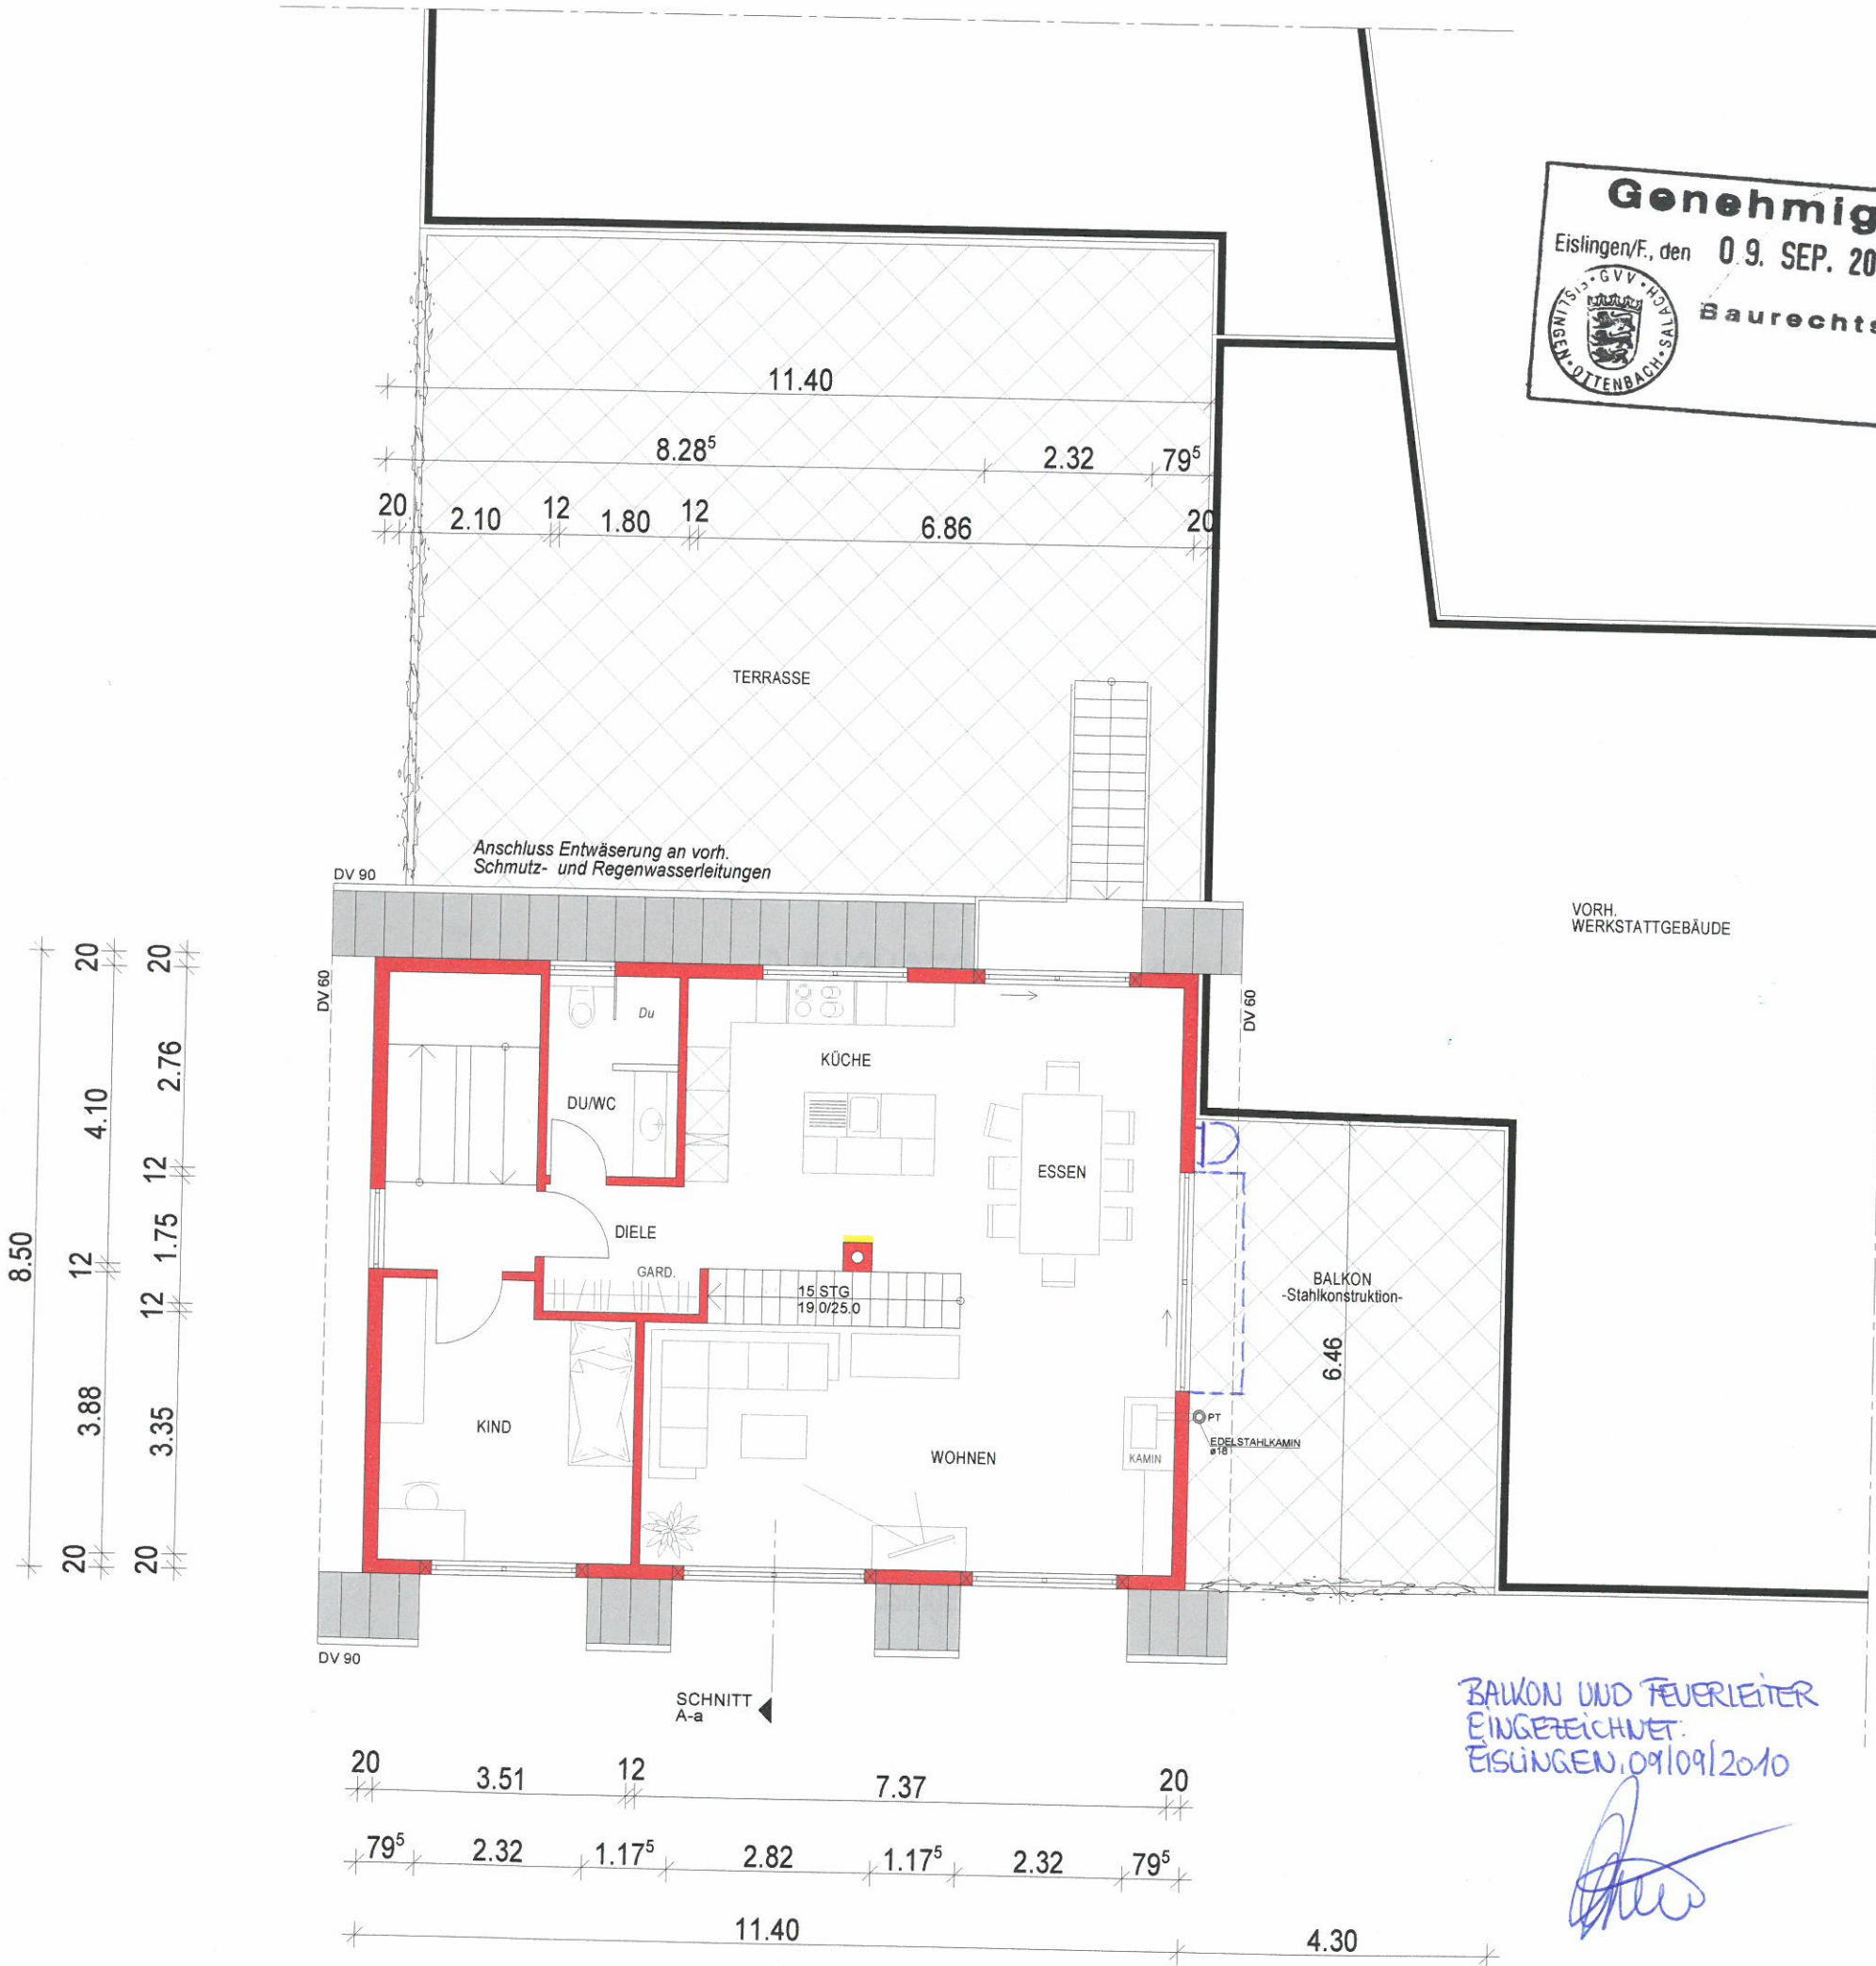 Genehmig
Eislingen/F., den 09. SEP. 20
Baurechts
EISLINGEN · OTTENBACH · SALACH · GVV
11.40
8.28⁵ 2.32 79⁵
20 2.10 12 1.80 12 6.86 20
TERRASSE
Anschluss Entwäserung an vorh.
Schmutz- und Regenwasserleitungen
DV 90
VORH.
WERKSTATTGEBÄUDE
DV 60
DV 60
8.50
20 4.10 12 3.88 20
20 2.76 12 1.75 12 3.35 20
Du
KÜCHE
DU/WC
ESSEN
DIELE
GARD.
15 STG
19.0/25.0
BALKON
-Stahlkonstruktion-
6.46
KIND
WOHNEN
KAMIN
PT
EDELSTAHLKAMIN
ø18
DV 90
SCHNITT
A-a
BALKON UND FEUERLEITER
EINGEZEICHNET.
EISLINGEN, 09/09/2010
20 3.51 12 7.37 20
79⁵ 2.32 1.17⁵ 2.82 1.17⁵ 2.32 79⁵
11.40 4.30